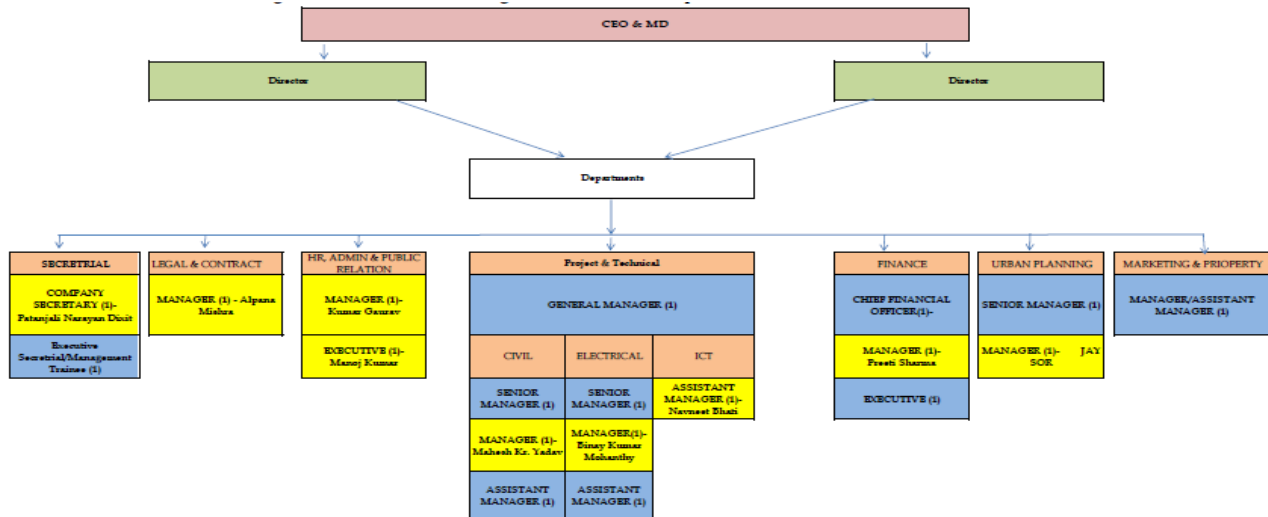 CEO & MD
Director
Director
Departments
SECRETRIAL
COMPANY
SECRETARY (1)-
Patanjali Narayan Dixit
Executive
Secretrial/Management
Trainee (1)
LEGAL & CONTRACT
MANAGER (1) - Alpana
Mishra
HR, ADMIN & PUBLIC
RELATION
MANAGER (1)-
Kumar Gaurav
EXECUTIVE (1)-
Manoj Kumar
Project & Technical
GENERAL MANAGER (1)
CIVIL
SENIOR
MANAGER (1)
MANAGER (1)-
Mahesh Kr. Yadav
ASSISTANT
MANAGER (1)
ELECTRICAL
SENIOR
MANAGER (1)
MANAGER(1)-
Binay Kumar
Mohanthy
ASSISTANT
MANAGER (1)
ICT
ASSISTANT
MANAGER (1)-
Navneet Bhati
FINANCE
CHIEF FINANCIAL
OFFICER(1)-
MANAGER (1)-
Preeti Sharma
EXECUTIVE (1)
URBAN PLANNING
SENIOR MANAGER (1)
MANAGER (1)- JAY
SOR
MARKETING & PRIOPERTY
MANAGER/ASSISTANT
MANAGER (1)